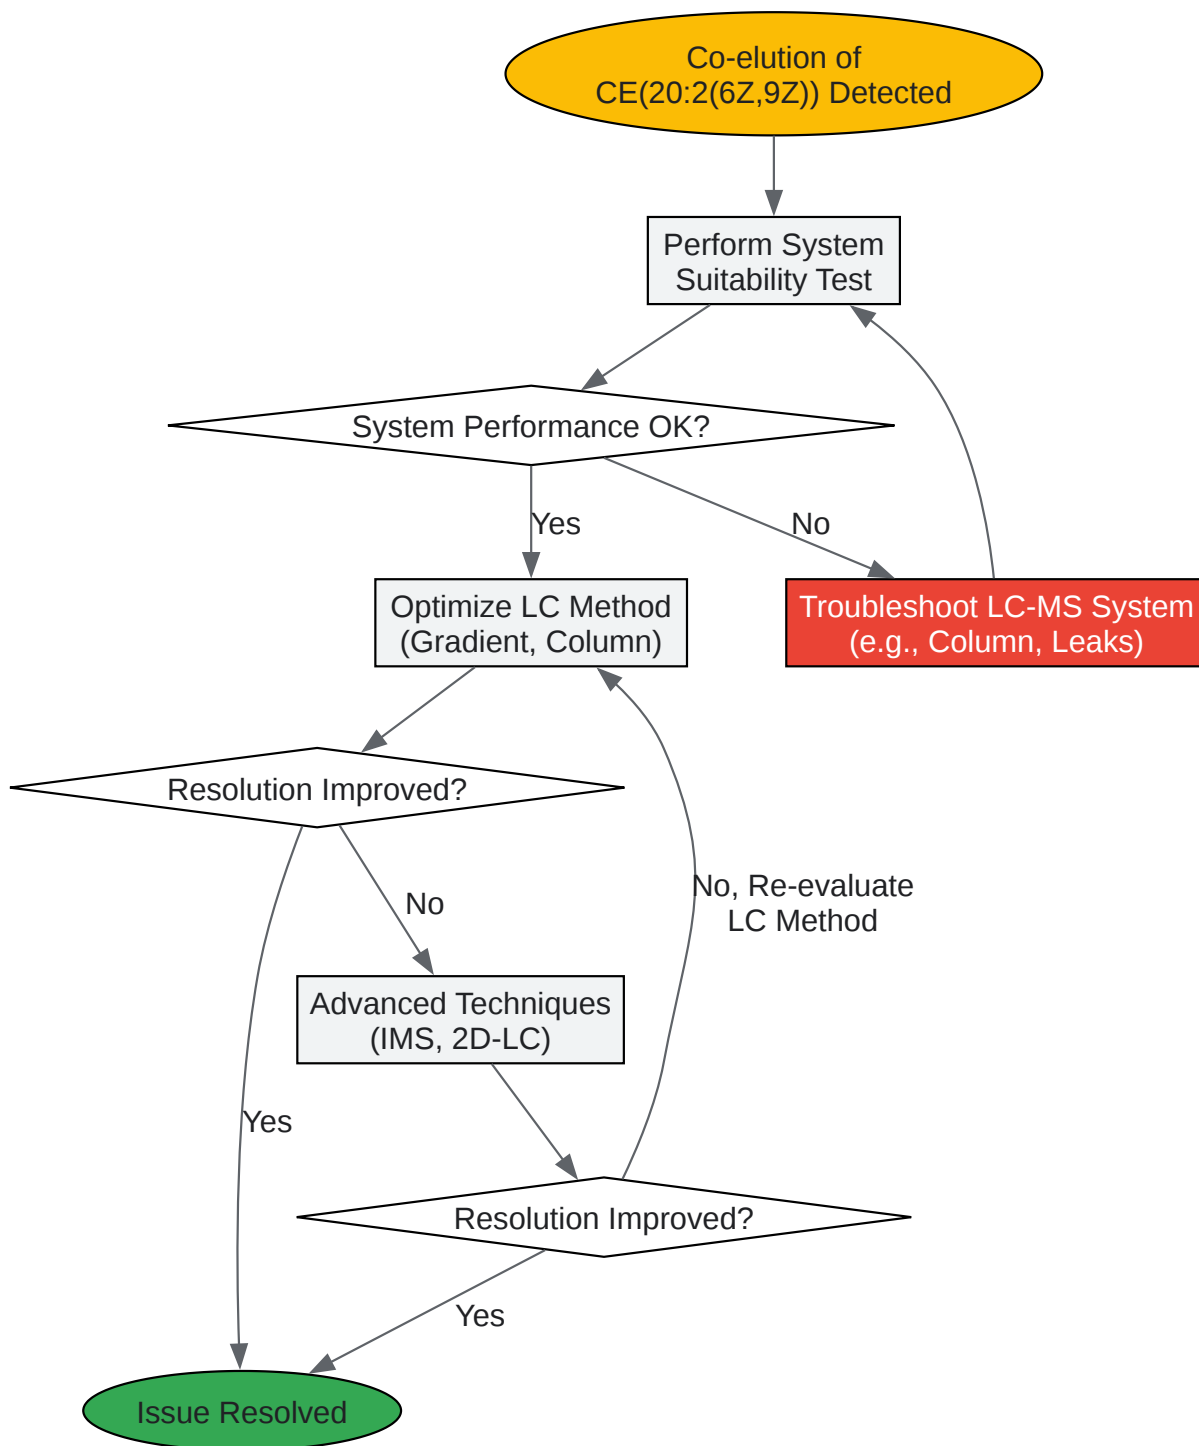 Co-elution of
CE(20:2(6Z,9Z)) Detected
Perform System
Suitability Test
System Performance OK?
Yes
No
Optimize LC Method
(Gradient, Column)
Troubleshoot LC-MS System
(e.g., Column, Leaks)
Resolution Improved?
No
No, Re-evaluate
LC Method
Advanced Techniques
(IMS, 2D-LC)
Yes
Resolution Improved?
Yes
Issue Resolved